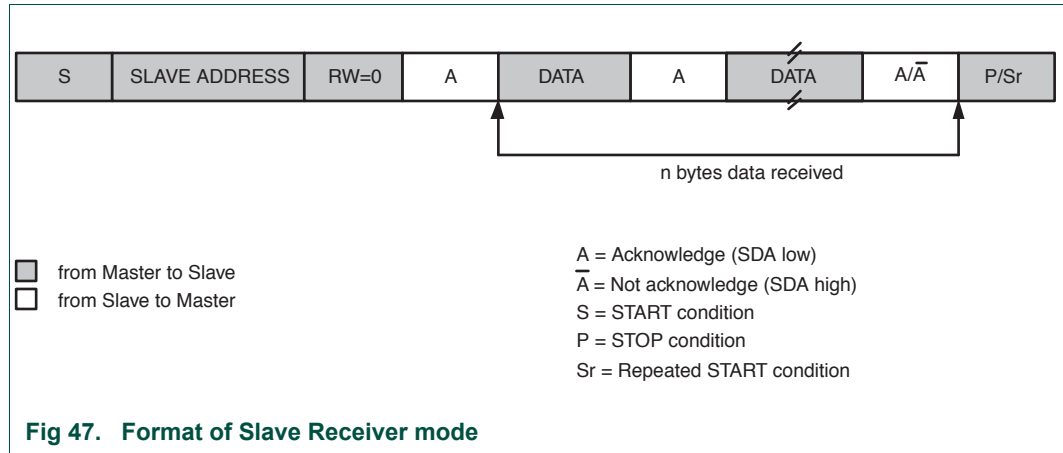 S SLAVE ADDRESS RW=0 A DATA A DATA A/A̅ P/Sr
n bytes data received
from Master to Slave
from Slave to Master
A = Acknowledge (SDA low)
A̅ = Not acknowledge (SDA high)
S = START condition
P = STOP condition
Sr = Repeated START condition
Fig 47. Format of Slave Receiver mode